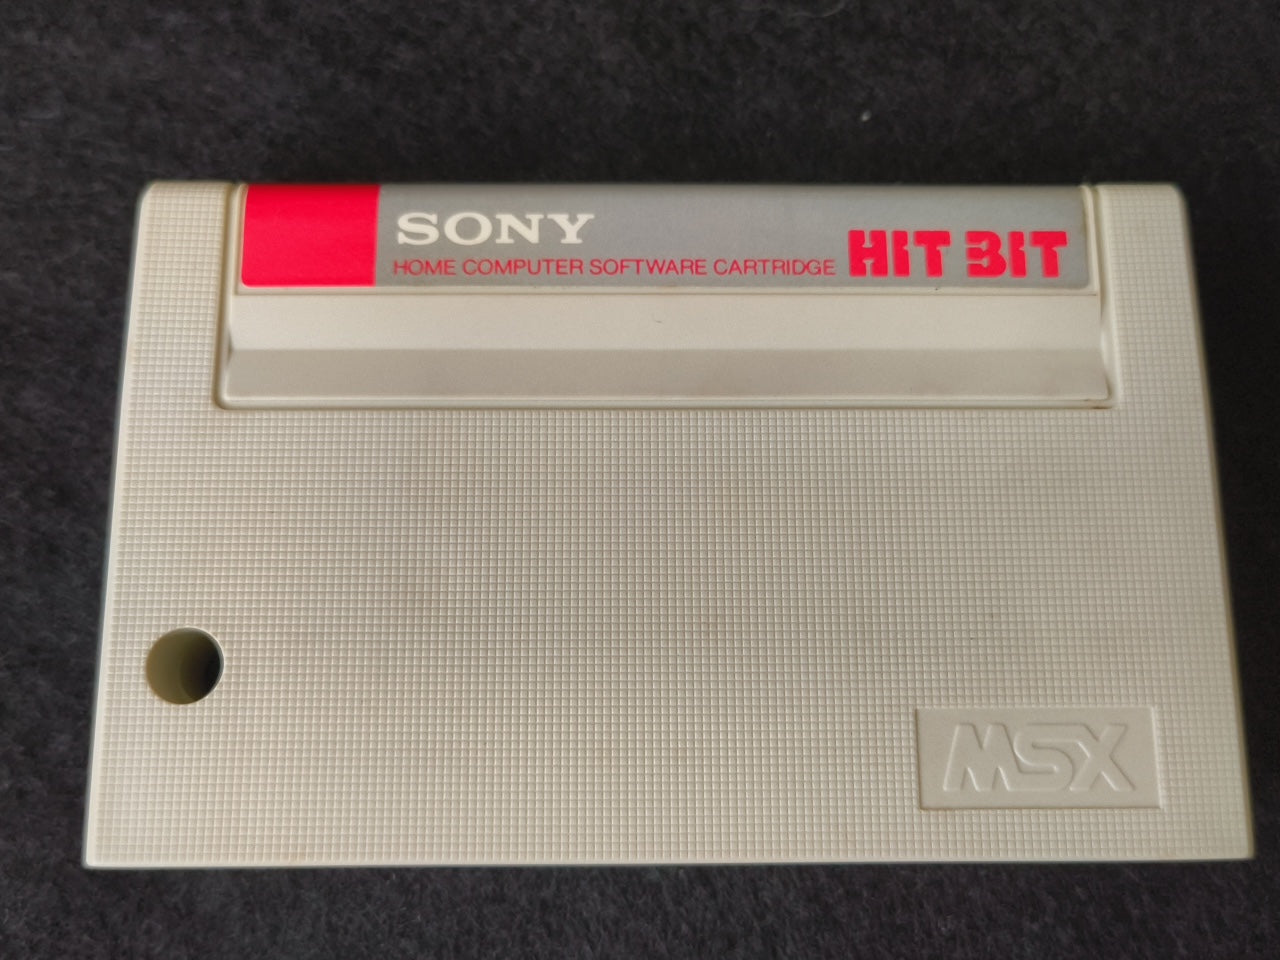 SONY
HOME COMPUTER SOFTWARE CARTRIDGE HIT BIT
MSX